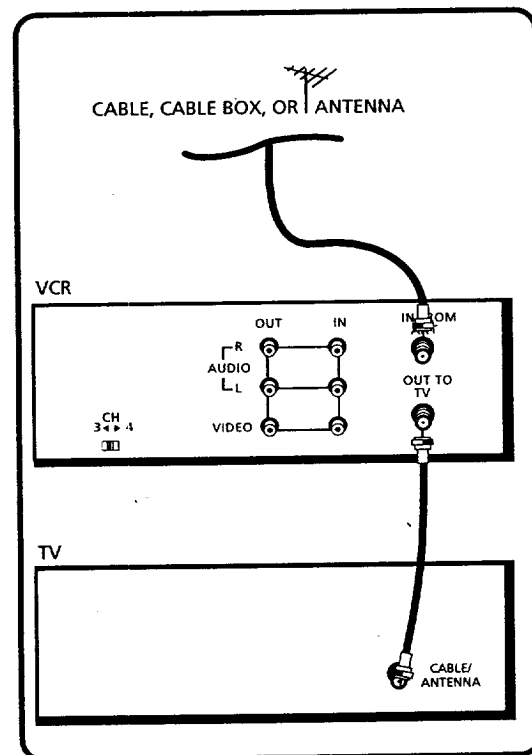 CABLE, CABLE BOX, OR ANTENNA
VCR
OUT IN
R
AUDIO
L
VIDEO
CH
3 ◄ ► 4
OUT TO
TV
TV
CABLE/
ANTENNA